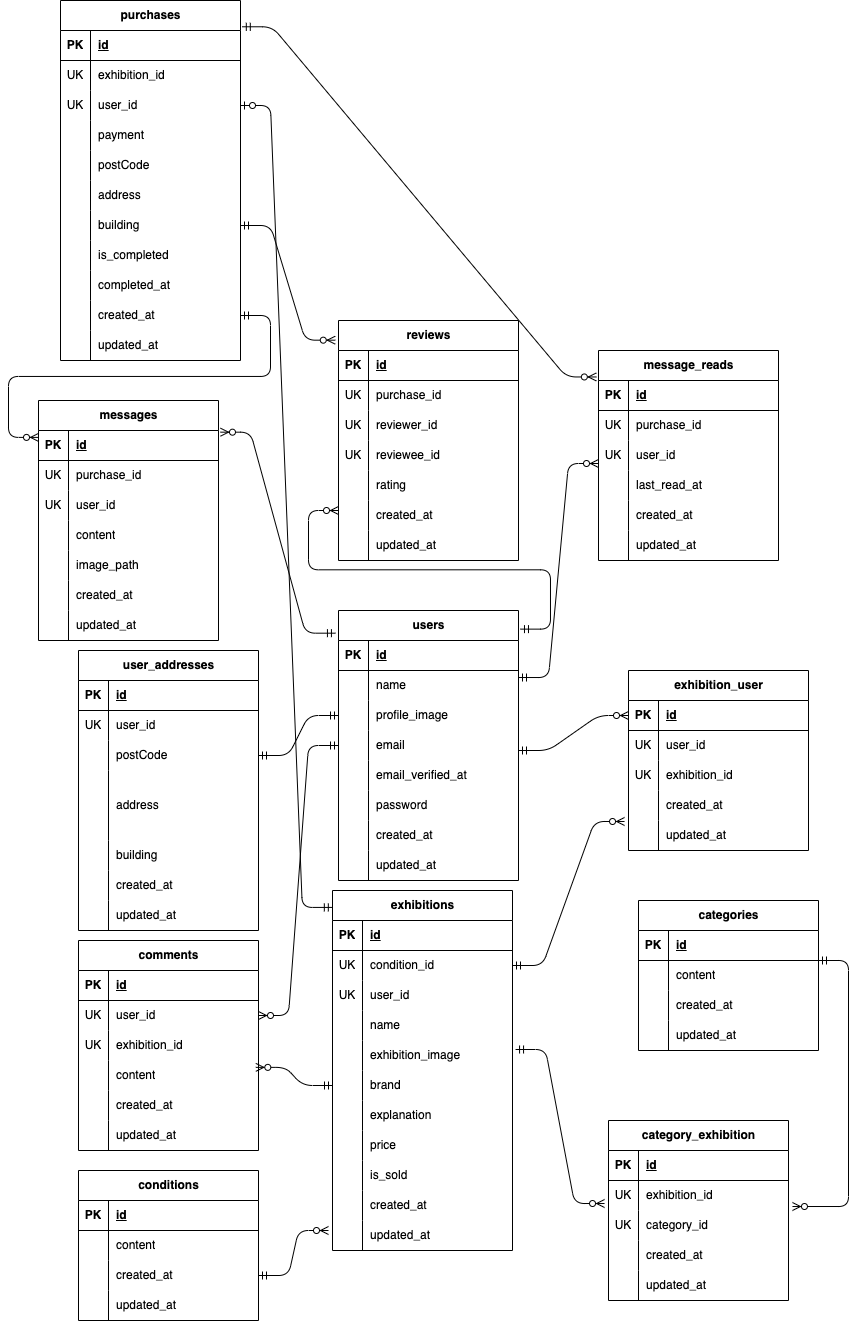 purchases
PK id
UK exhibition_id
UK user_id
payment
postCode
address
building
is_completed
completed_at
created_at
updated_at
reviews
PK id
UK purchase_id
UK reviewer_id
UK reviewee_id
rating
created_at
updated_at
message_reads
PK id
UK purchase_id
UK user_id
last_read_at
created_at
updated_at
messages
PK id
UK purchase_id
UK user_id
content
image_path
created_at
updated_at
users
PK id
name
profile_image
email
email_verified_at
password
created_at
updated_at
user_addresses
PK id
UK user_id
postCode
address
building
created_at
updated_at
exhibition_user
PK id
UK user_id
UK exhibition_id
created_at
updated_at
exhibitions
PK id
UK condition_id
UK user_id
name
exhibition_image
brand
explanation
price
is_sold
created_at
updated_at
categories
PK id
content
created_at
updated_at
comments
PK id
UK user_id
UK exhibition_id
content
created_at
updated_at
category_exhibition
PK id
UK exhibition_id
UK category_id
created_at
updated_at
conditions
PK id
content
created_at
updated_at